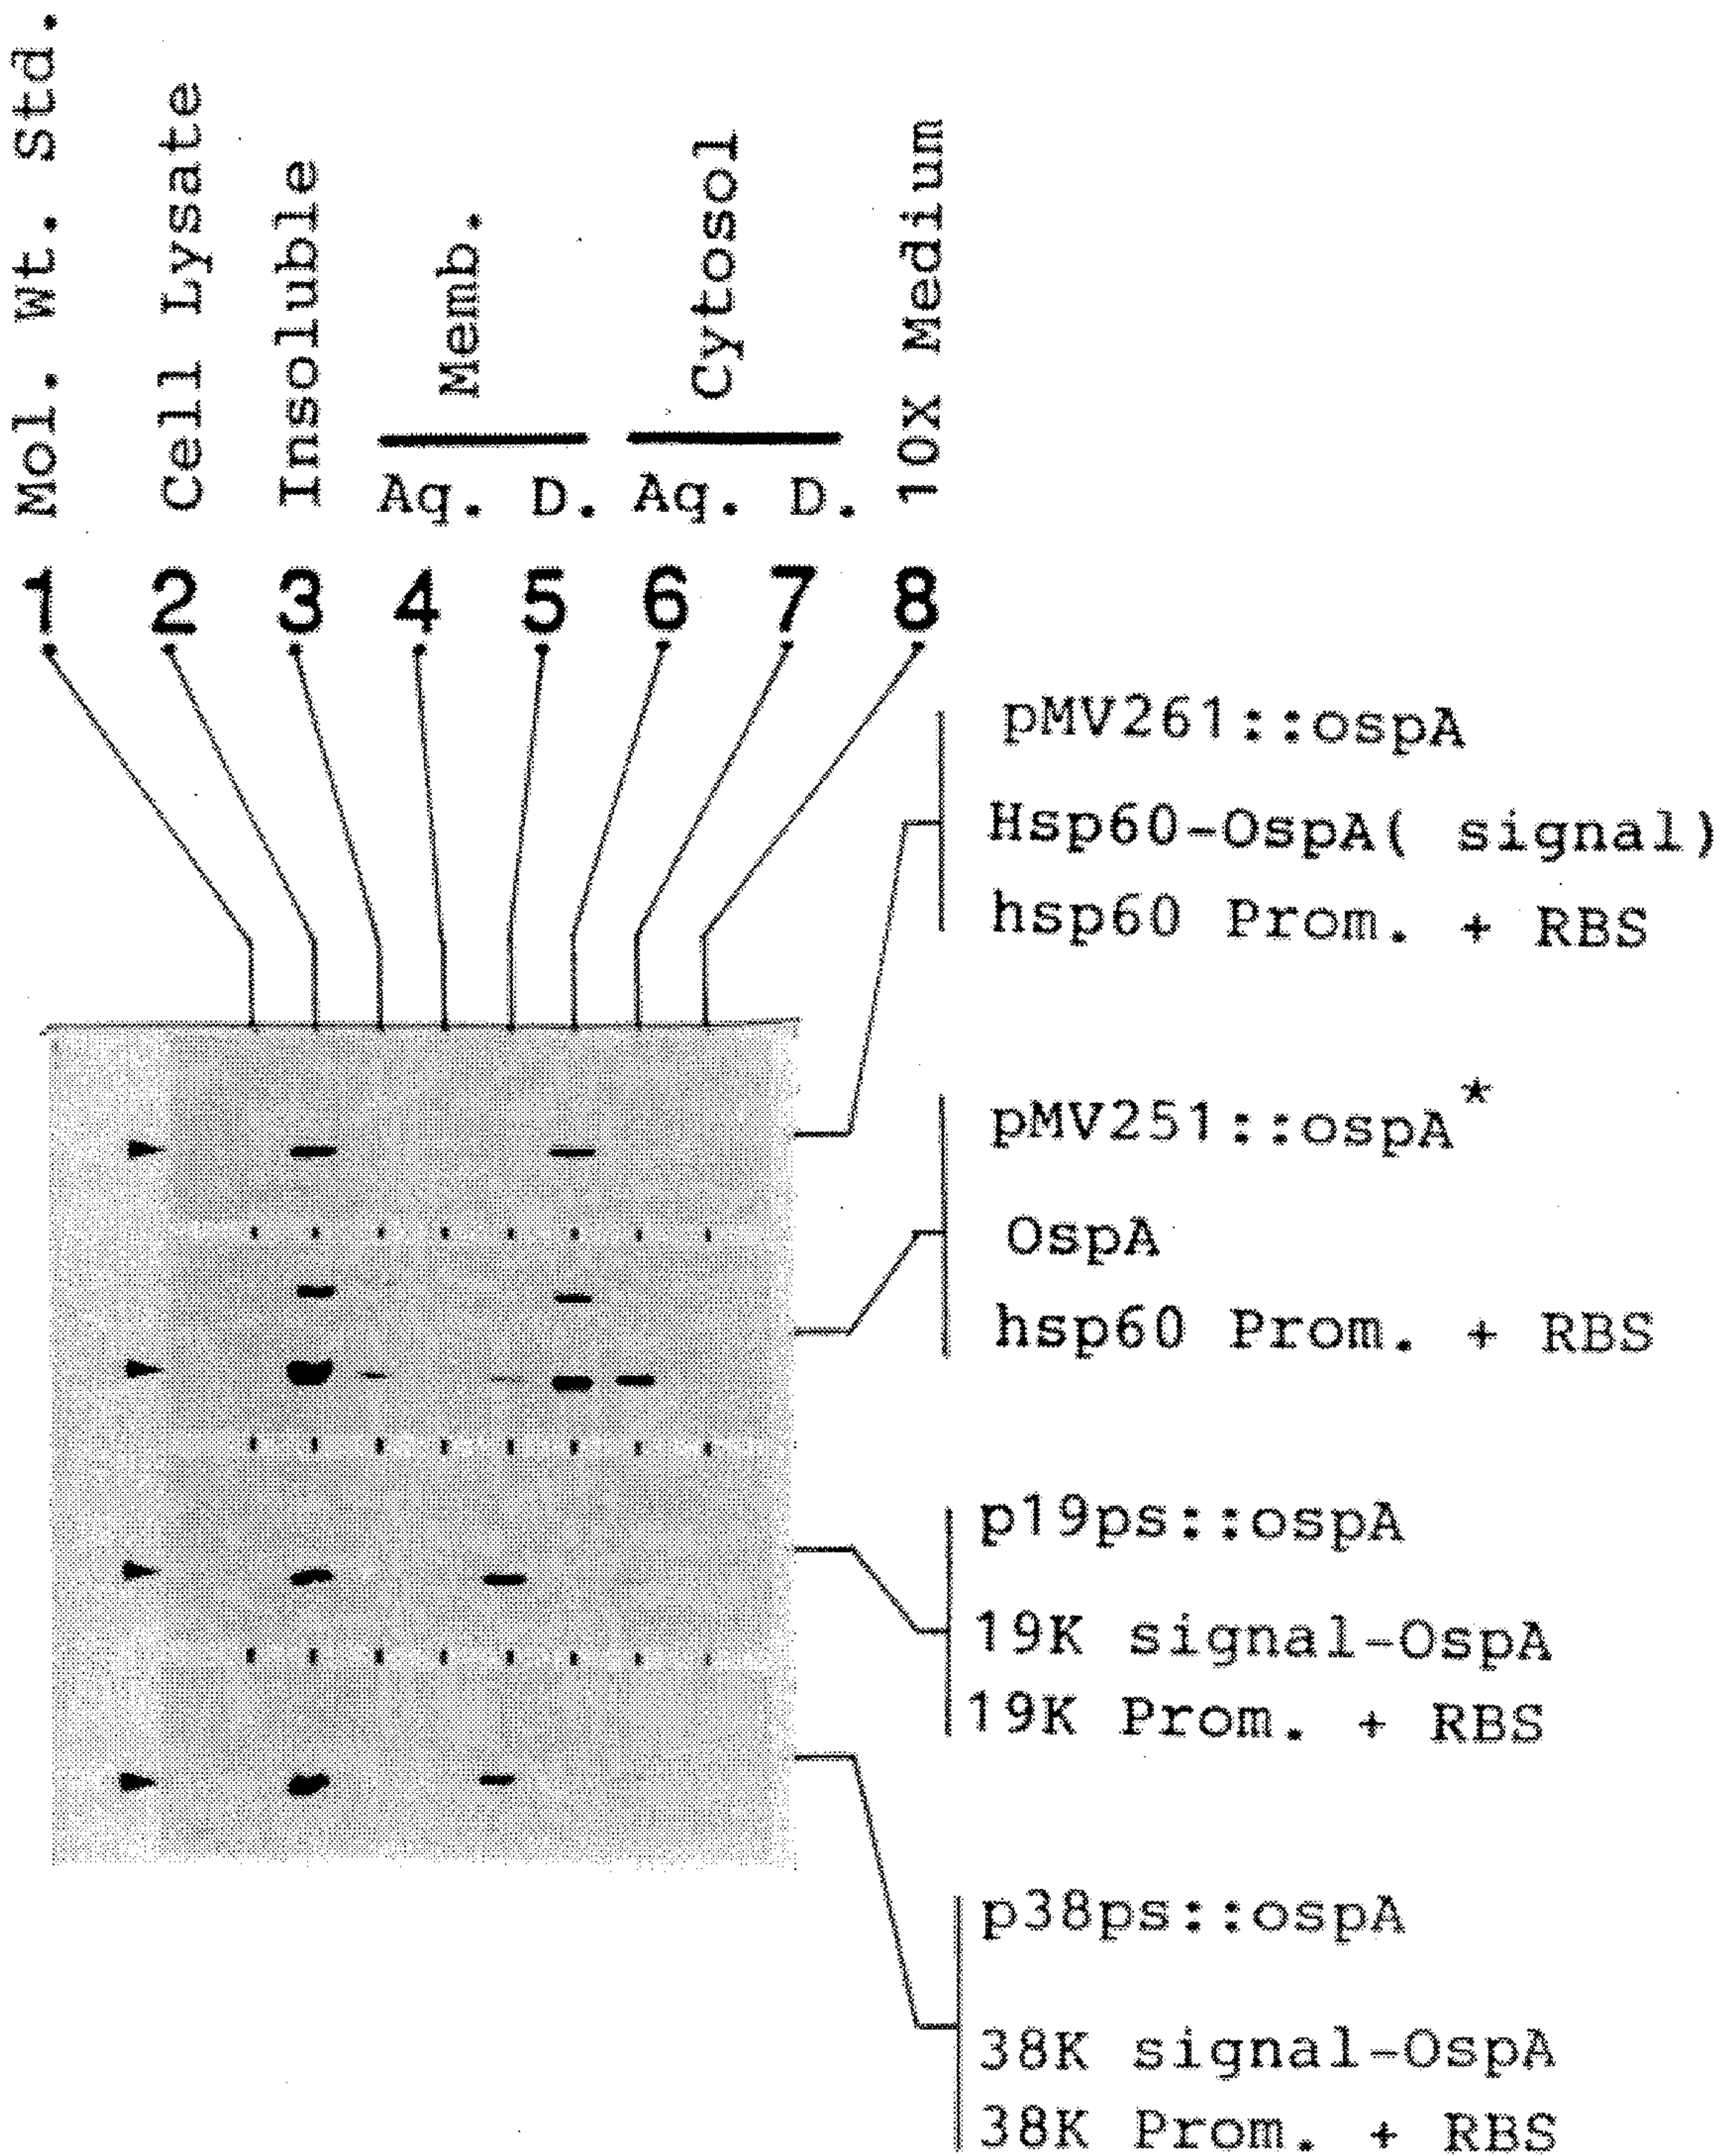 Mol. Wt. Std.
Cell Lysate
Insoluble
Memb.
Cytosol
10X Medium
Aq. D. Aq. D.
1 2 3 4 5 6 7 8
pMV261::ospA
Hsp60-OspA( signal)
hsp60 Prom. + RBS
pMV251::ospA*
OspA
hsp60 Prom. + RBS
p19ps::ospA
19K signal-OspA
19K Prom. + RBS
p38ps::ospA
38K signal-OspA
38K Prom. + RBS